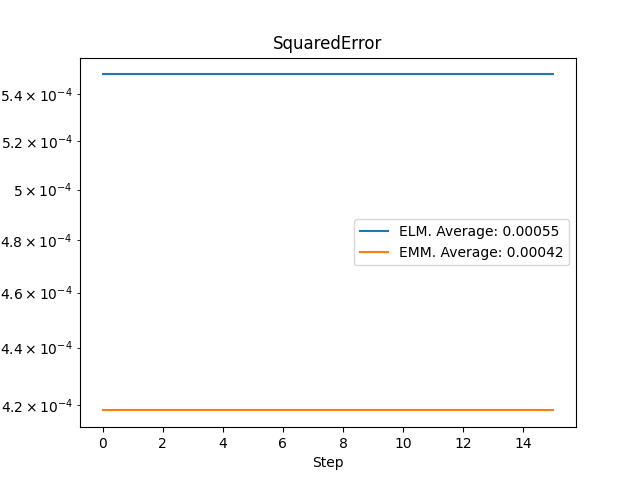 SquaredError
5.4 × 10⁻⁴
5.2 × 10⁻⁴
5 × 10⁻⁴
4.8 × 10⁻⁴
4.6 × 10⁻⁴
4.4 × 10⁻⁴
4.2 × 10⁻⁴
ELM. Average: 0.00055
EMM. Average: 0.00042
0 2 4 6 8 10 12 14
Step